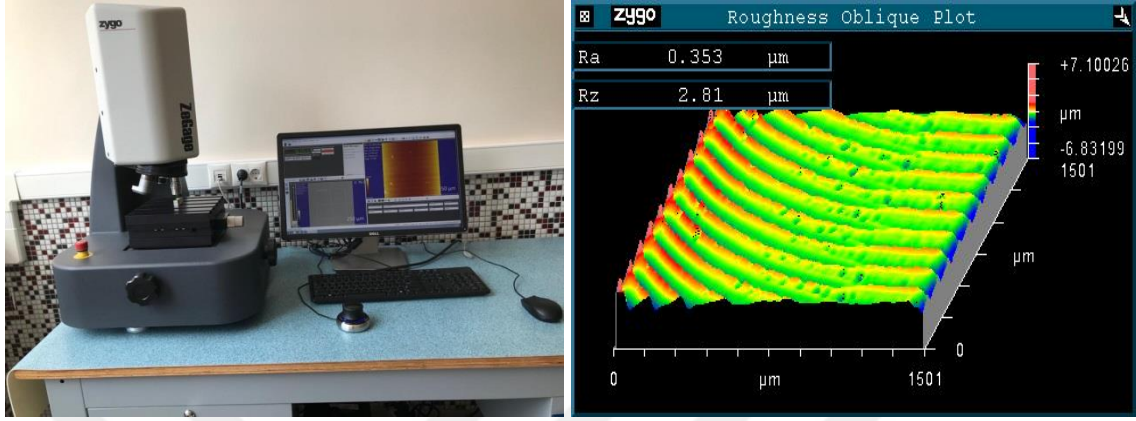 zygo
ZeGage
DELL
zygo Roughness Oblique Plot
Ra 0.353 µm
Rz 2.81 µm
+7.10026
µm
-6.83199
1501
µm
0
0 µm 1501